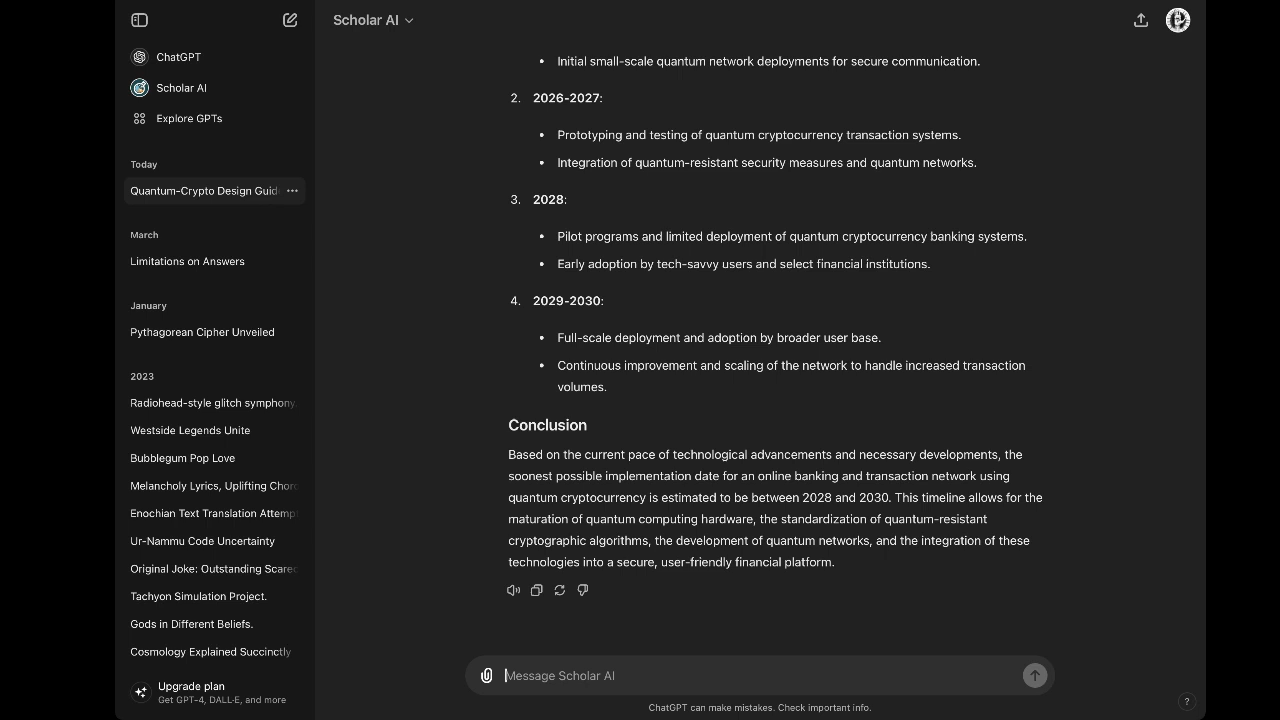 Scholar AI
ChatGPT
Scholar AI
Explore GPTs
Today
Quantum-Crypto Design Guid
March
Limitations on Answers
January
Pythagorean Cipher Unveiled
2023
Radiohead-style glitch symphony.
Westside Legends Unite
Bubblegum Pop Love
Melancholy Lyrics, Uplifting Chor
Enochian Text Translation Attemp
Ur-Nammu Code Uncertainty
Original Joke: Outstanding Scarec
Tachyon Simulation Project.
Gods in Different Beliefs.
Cosmology Explained Succinctly
Upgrade plan
Get GPT-4, DALL·E, and more
• Initial small-scale quantum network deployments for secure communication.
2. 2026-2027:
• Prototyping and testing of quantum cryptocurrency transaction systems.
• Integration of quantum-resistant security measures and quantum networks.
3. 2028:
• Pilot programs and limited deployment of quantum cryptocurrency banking systems.
• Early adoption by tech-savvy users and select financial institutions.
4. 2029-2030:
• Full-scale deployment and adoption by broader user base.
• Continuous improvement and scaling of the network to handle increased transaction
volumes.
Conclusion
Based on the current pace of technological advancements and necessary developments, the
soonest possible implementation date for an online banking and transaction network using
quantum cryptocurrency is estimated to be between 2028 and 2030. This timeline allows for the
maturation of quantum computing hardware, the standardization of quantum-resistant
cryptographic algorithms, the development of quantum networks, and the integration of these
technologies into a secure, user-friendly financial platform.
Message Scholar AI
ChatGPT can make mistakes. Check important info.
?